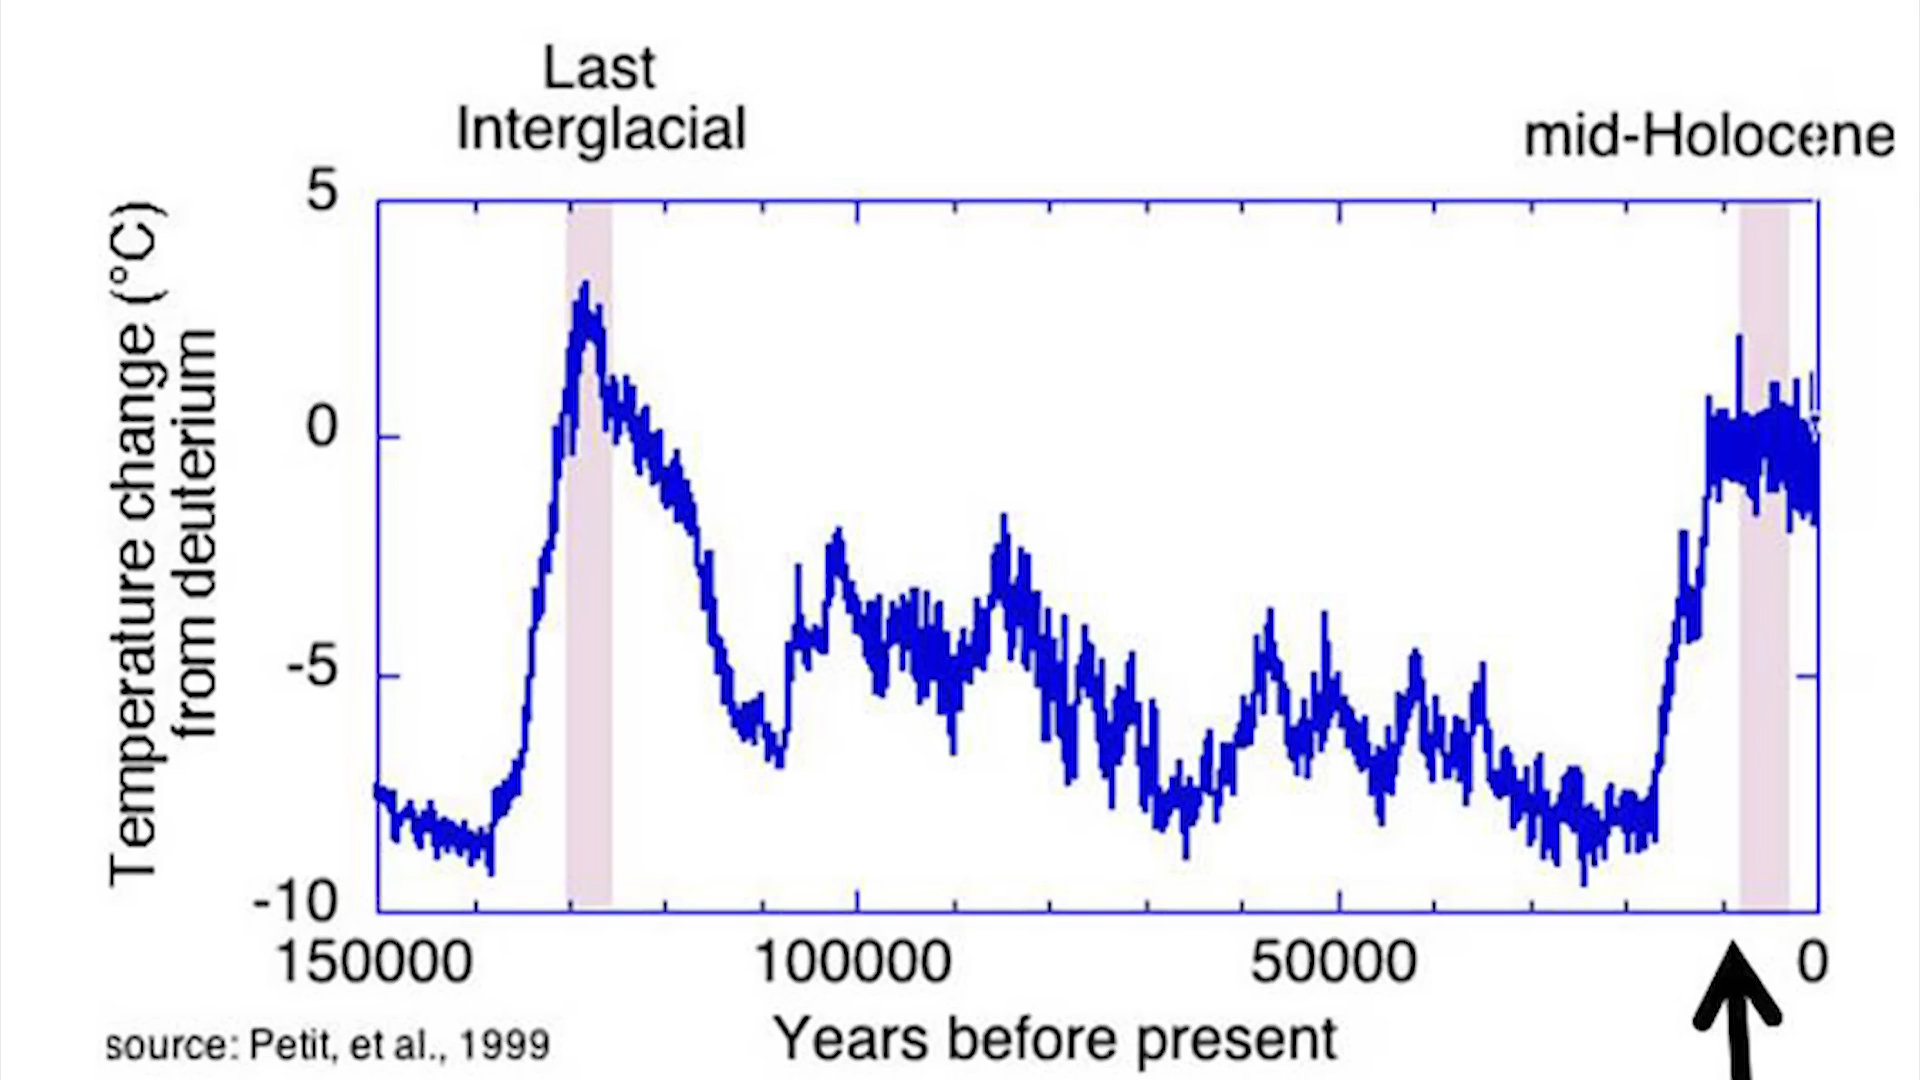 Last
Interglacial
mid-Holocene
5
0
-5
-10
Temperature change (°C)
from deuterium
150000
100000
50000
0
Years before present
source: Petit, et al., 1999